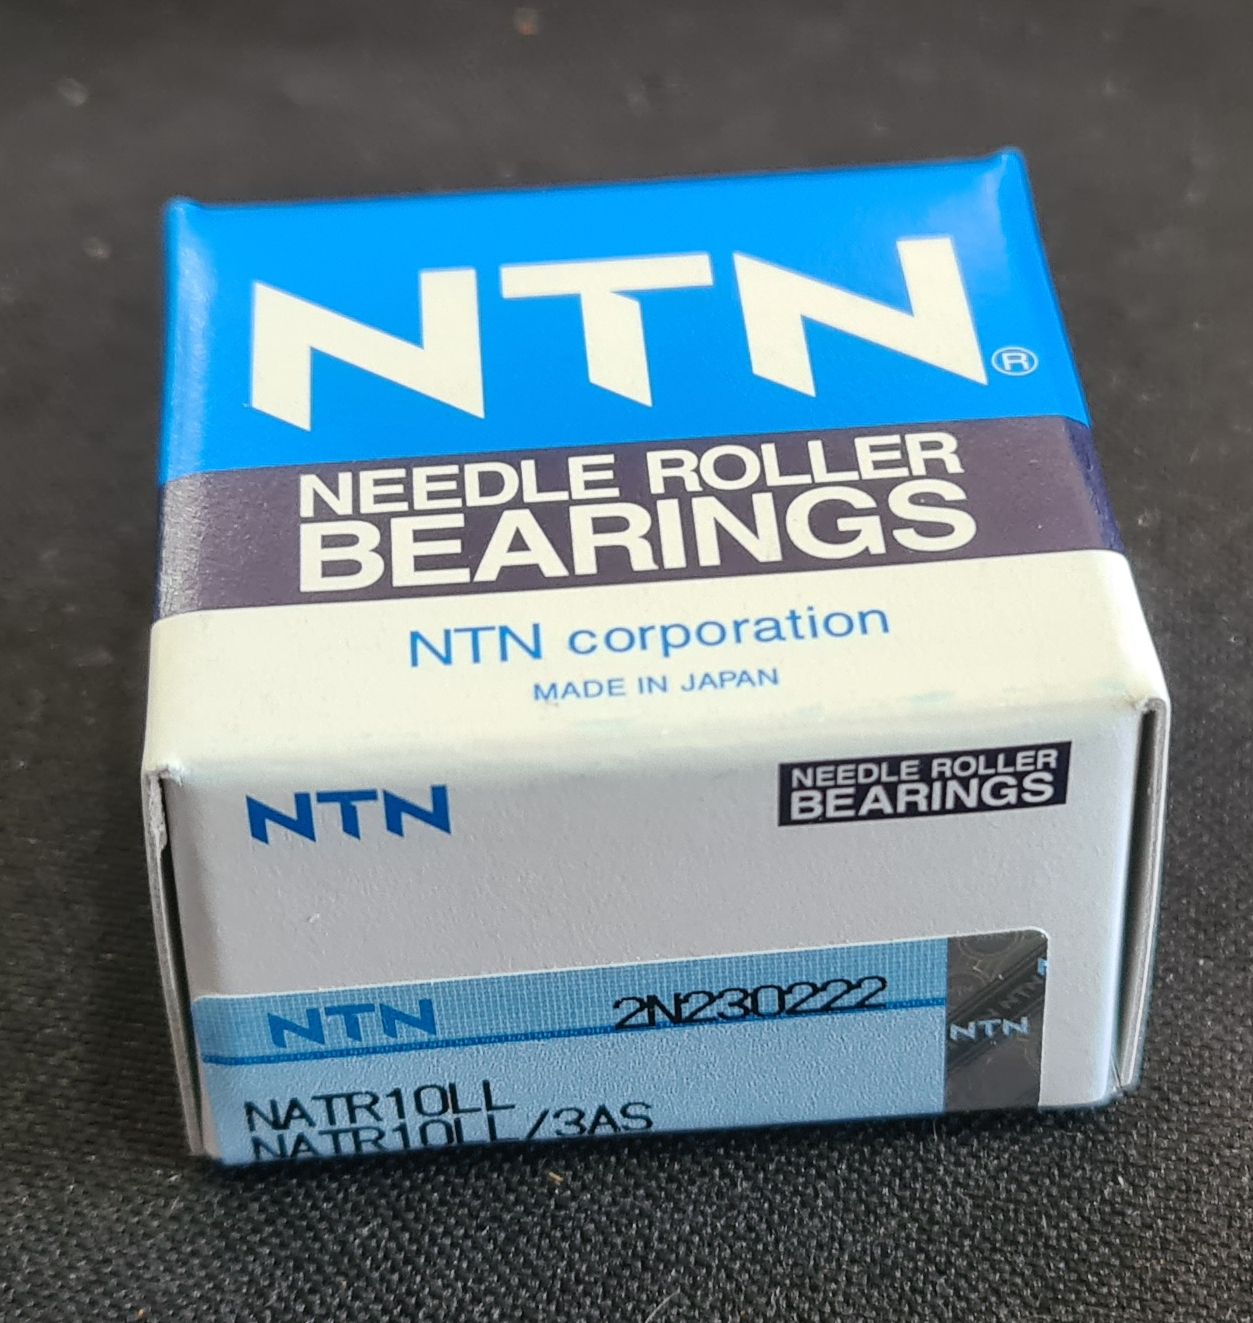 NTN®
NEEDLE ROLLER
BEARINGS
NTN corporation
MADE IN JAPAN
NTN
NEEDLE ROLLER
BEARINGS
NTN 2N230222
NTN
NTN
NATR10LL
NATR10LL/3AS